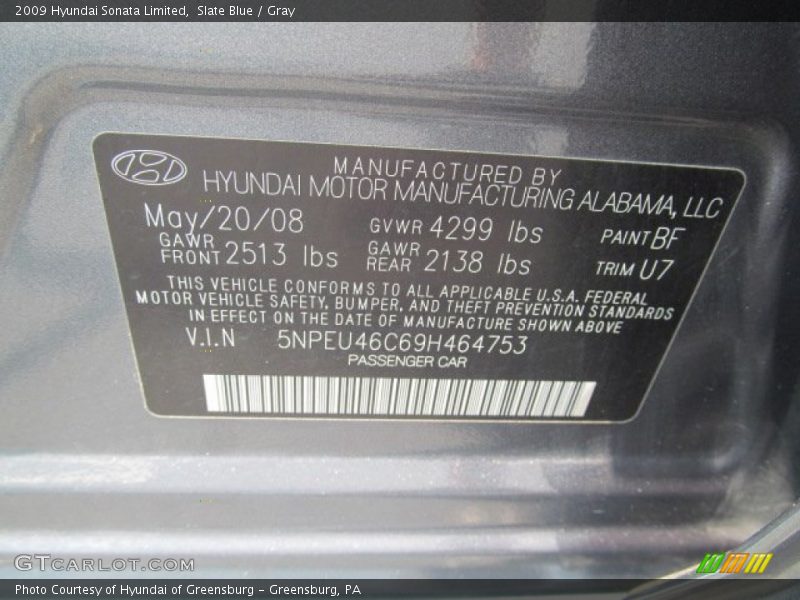 2009 Hyundai Sonata Limited, Slate Blue / Gray
MANUFACTURED BY
HYUNDAI MOTOR MANUFACTURING ALABAMA, LLC
May/20/08 GVWR 4299 lbs PAINT BF
GAWR FRONT 2513 lbs GAWR REAR 2138 lbs TRIM U7
THIS VEHICLE CONFORMS TO ALL APPLICABLE U.S.A. FEDERAL
MOTOR VEHICLE SAFETY, BUMPER, AND THEFT PREVENTION STANDARDS
IN EFFECT ON THE DATE OF MANUFACTURE SHOWN ABOVE
V.I.N 5NPEU46C69H464753
PASSENGER CAR
GTCARLOT.COM
Photo Courtesy of Hyundai of Greensburg - Greensburg, PA